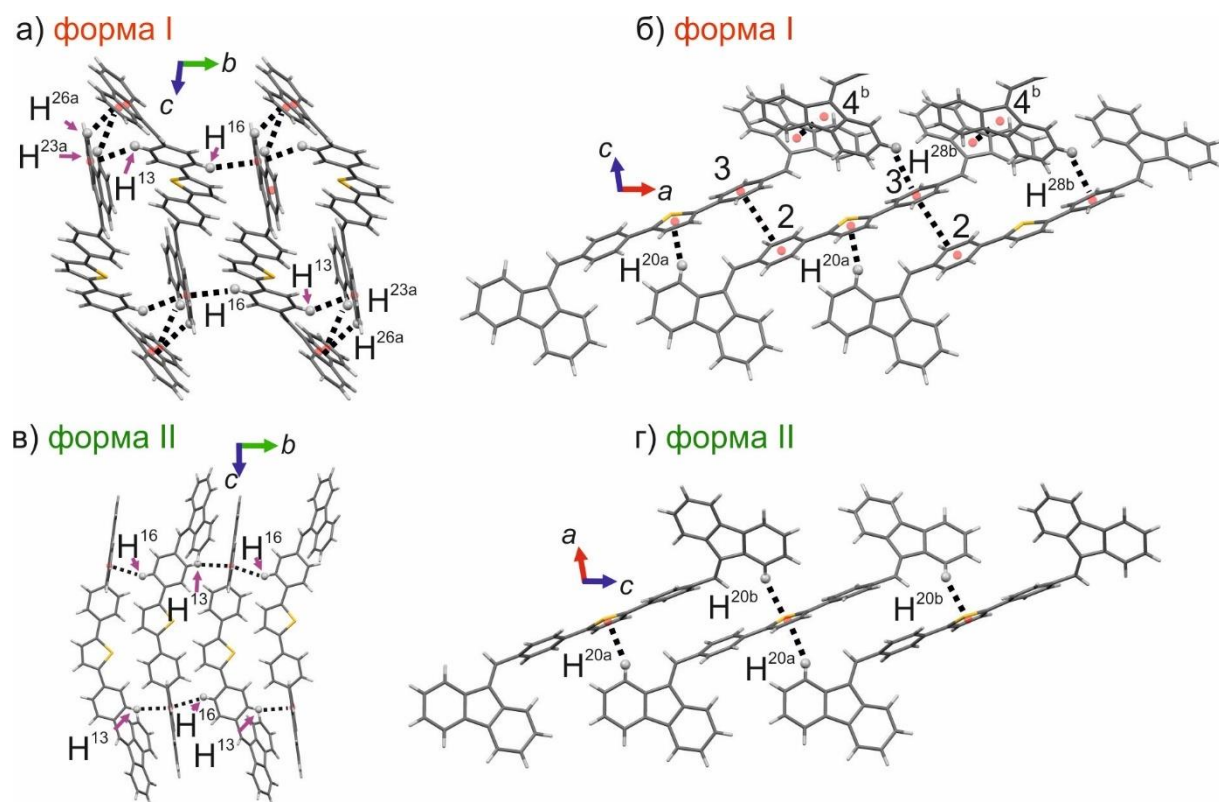 а) форма I
b
c
H26a
H23a
H13
H16
H13
H16
H23a
H26a
б) форма I
c
a
4b
4b
3
H28b
3
H28b
2
2
H20a
H20a
в) форма II
b
c
H16
H16
H13
H16
H13
H13
г) форма II
a
c
H20b
H20b
H20a
H20a